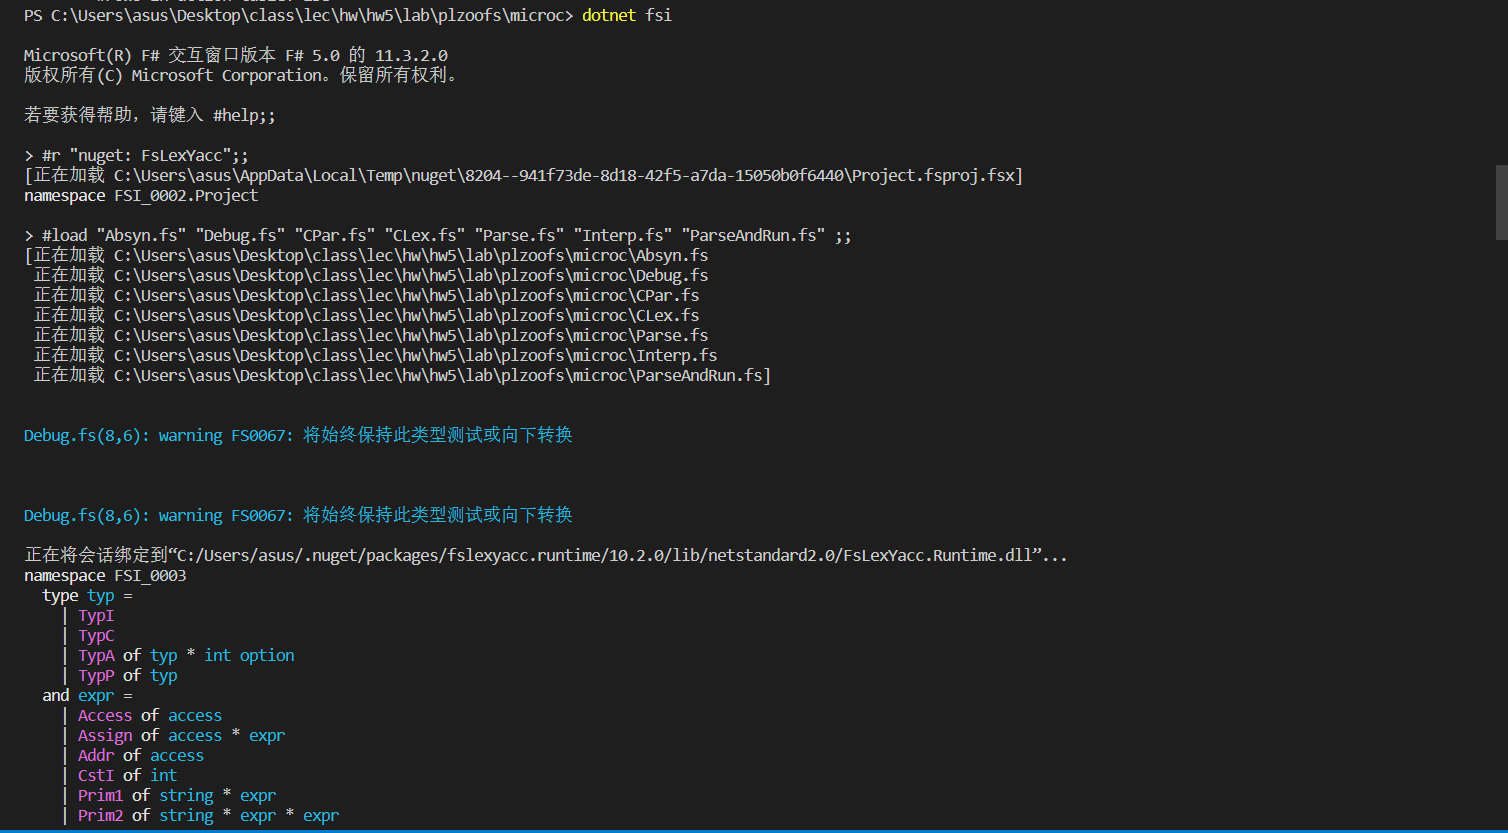 PS C:\Users\asus\Desktop\class\lec\hw\hw5\lab\plzoofs\microc> dotnet fsi
Microsoft(R) F# 交互窗口版本 F# 5.0 的 11.3.2.0
版权所有(C) Microsoft Corporation。保留所有权利。
若要获得帮助，请键入 #help;;
> #r "nuget: FsLexYacc";;
[正在加载 C:\Users\asus\AppData\Local\Temp\nuget\8204--941f73de-8d18-42f5-a7da-15050b0f6440\Project.fsproj.fsx]
namespace FSI_0002.Project
> #load "Absyn.fs" "Debug.fs" "CPar.fs" "CLex.fs" "Parse.fs" "Interp.fs" "ParseAndRun.fs" ;;
[正在加载 C:\Users\asus\Desktop\class\lec\hw\hw5\lab\plzoofs\microc\Absyn.fs
正在加载 C:\Users\asus\Desktop\class\lec\hw\hw5\lab\plzoofs\microc\Debug.fs
正在加载 C:\Users\asus\Desktop\class\lec\hw\hw5\lab\plzoofs\microc\CPar.fs
正在加载 C:\Users\asus\Desktop\class\lec\hw\hw5\lab\plzoofs\microc\CLex.fs
正在加载 C:\Users\asus\Desktop\class\lec\hw\hw5\lab\plzoofs\microc\Parse.fs
正在加载 C:\Users\asus\Desktop\class\lec\hw\hw5\lab\plzoofs\microc\Interp.fs
正在加载 C:\Users\asus\Desktop\class\lec\hw\hw5\lab\plzoofs\microc\ParseAndRun.fs]
Debug.fs(8,6): warning FS0067: 将始终保持此类型测试或向下转换
Debug.fs(8,6): warning FS0067: 将始终保持此类型测试或向下转换
正在将会话绑定到“C:/Users/asus/.nuget/packages/fslexyacc.runtime/10.2.0/lib/netstandard2.0/FsLexYacc.Runtime.dll”...
namespace FSI_0003
type typ =
| TypI
| TypC
| TypA of typ * int option
| TypP of typ
and expr =
| Access of access
| Assign of access * expr
| Addr of access
| CstI of int
| Prim1 of string * expr
| Prim2 of string * expr * expr